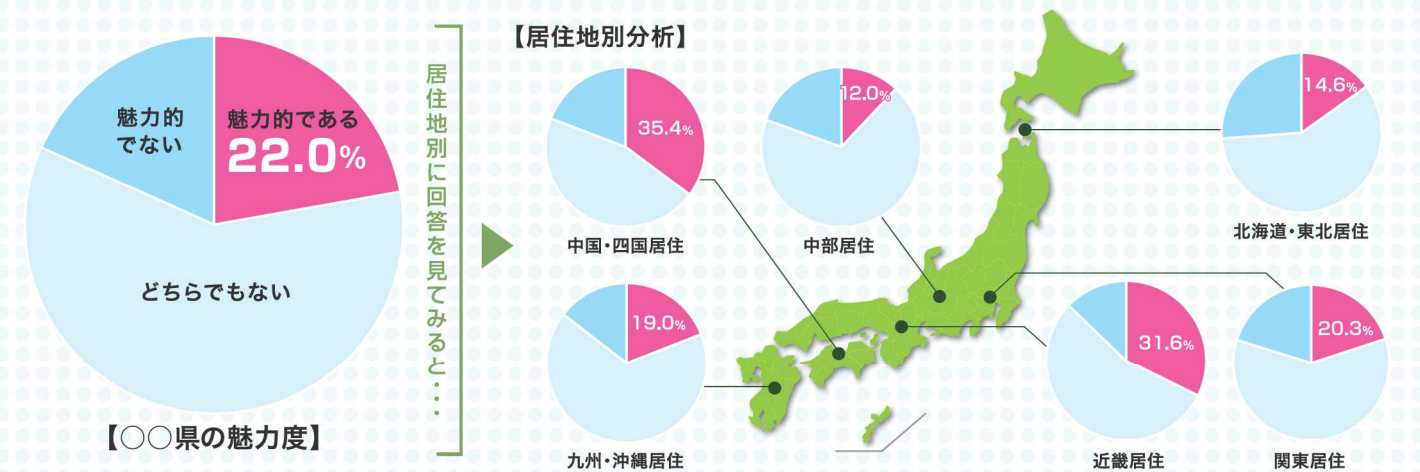 魅力的
でない
魅力的である
22.0%
どちらでもない
【○○県の魅力度】
居住地別に回答を見てみると・・・
【居住地別分析】
35.4%
中国・四国居住
12.0%
中部居住
14.6%
北海道・東北居住
19.0%
九州・沖縄居住
31.6%
近畿居住
20.3%
関東居住